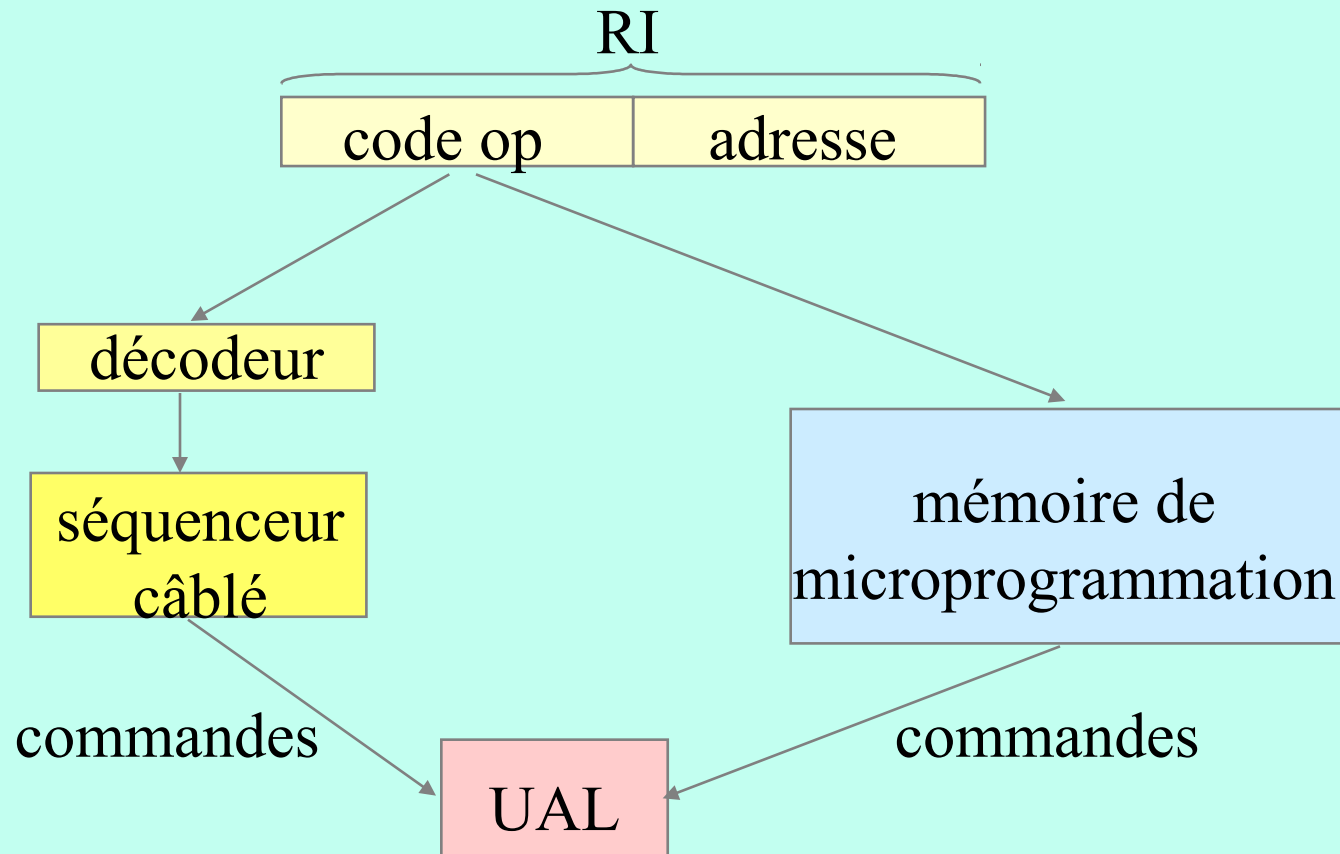 RI
code op
adresse
décodeur
séquenceur
câblé
mémoire de
microprogrammation
commandes
commandes
UAL